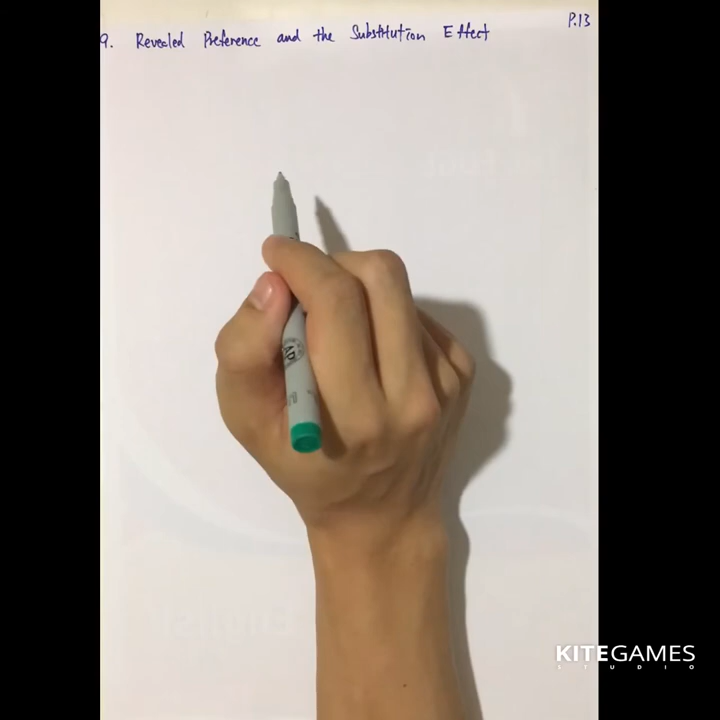 P.13
9. Revealed Preference and the Substitution Effect
KITEGAMES
STUDIO